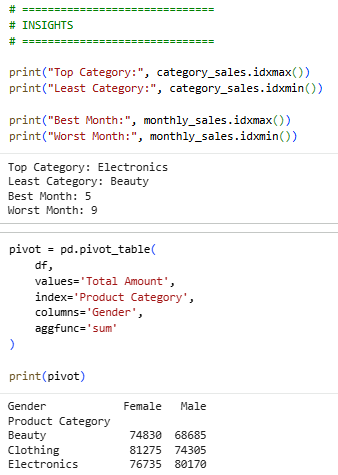 # ==============================
# INSIGHTS
# ==============================
print("Top Category:", category_sales.idxmax())
print("Least Category:", category_sales.idxmin())
print("Best Month:", monthly_sales.idxmax())
print("Worst Month:", monthly_sales.idxmin())
Top Category: Electronics
Least Category: Beauty
Best Month: 5
Worst Month: 9
pivot = pd.pivot_table(
    df,
    values='Total Amount',
    index='Product Category',
    columns='Gender',
    aggfunc='sum'
)
print(pivot)
Gender            Female   Male
Product Category
Beauty             74830  68685
Clothing           81275  74305
Electronics        76735  80170